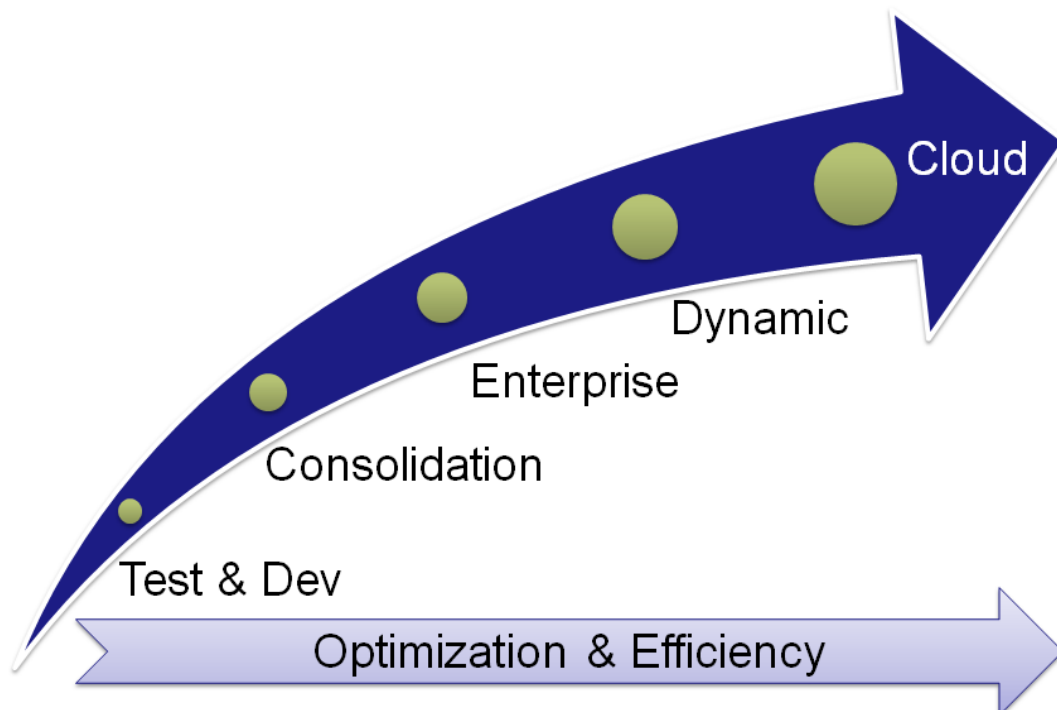 Cloud
Dynamic
Enterprise
Consolidation
Test & Dev
Optimization & Efficiency